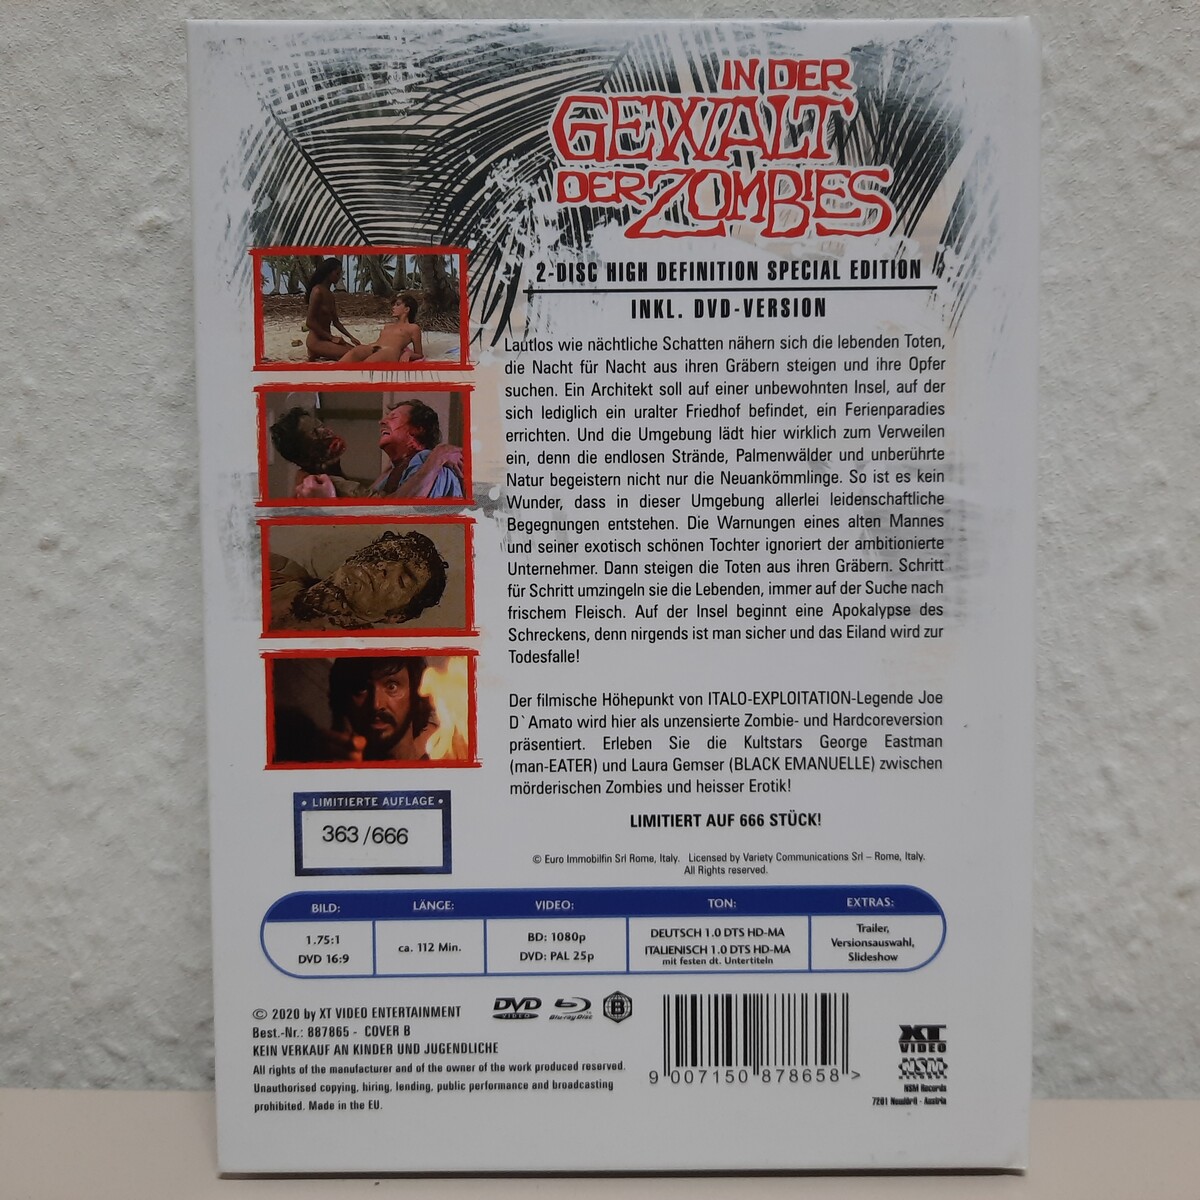 IN DER
GEWALT
DER ZOMBIES
2-DISC HIGH DEFINITION SPECIAL EDITION
INKL. DVD-VERSION
Lautlos wie nächtliche Schatten nähern sich die lebenden Toten,
die Nacht für Nacht aus ihren Gräbern steigen und ihre Opfer
suchen. Ein Architekt soll auf einer unbewohnten Insel, auf der
sich lediglich ein uralter Friedhof befindet, ein Ferienparadies
errichten. Und die Umgebung lädt hier wirklich zum Verweilen
ein, denn die endlosen Strände, Palmenwälder und unberührte
Natur begeistern nicht nur die Neuankömmlinge. So ist es kein
Wunder, dass in dieser Umgebung allerlei leidenschaftliche
Begegnungen entstehen. Die Warnungen eines alten Mannes
und seiner exotisch schönen Tochter ignoriert der ambitionierte
Unternehmer. Dann steigen die Toten aus ihren Gräbern. Schritt
für Schritt umzingeln sie die Lebenden, immer auf der Suche nach
frischem Fleisch. Auf der Insel beginnt eine Apokalypse des
Schreckens, denn nirgends ist man sicher und das Eiland wird zur
Todesfalle!
Der filmische Höhepunkt von ITALO-EXPLOITATION-Legende Joe
D`Amato wird hier als unzensierte Zombie- und Hardcoreversion
präsentiert. Erleben Sie die Kultstars George Eastman
(man-EATER) und Laura Gemser (BLACK EMANUELLE) zwischen
mörderischen Zombies und heisser Erotik!
LIMITIERT AUF 666 STÜCK!
• LIMITIERTE AUFLAGE •
363/666
© Euro Immobilfin Srl Rome, Italy. Licensed by Variety Communications Srl – Rome, Italy.
All Rights reserved.
BILD: LÄNGE: VIDEO: TON: EXTRAS:
1.75:1
DVD 16:9
ca. 112 Min.
BD: 1080p
DVD: PAL 25p
DEUTSCH 1.0 DTS HD-MA
ITALIENISCH 1.0 DTS HD-MA
mit festen dt. Untertiteln
Trailer,
Versionsauswahl,
Slideshow
© 2020 by XT VIDEO ENTERTAINMENT
Best.-Nr.: 887865 - COVER B
KEIN VERKAUF AN KINDER UND JUGENDLICHE
All rights of the manufacturer and of the owner of the work produced reserved.
Unauthorised copying, hiring, lending, public performance and broadcasting
prohibited. Made in the EU.
DVD
VIDEO
Blu-ray Disc
B
9 007150 878658 >
XT
VIDEO
NSM
NSM Records
7201 Neudörfl - Austria